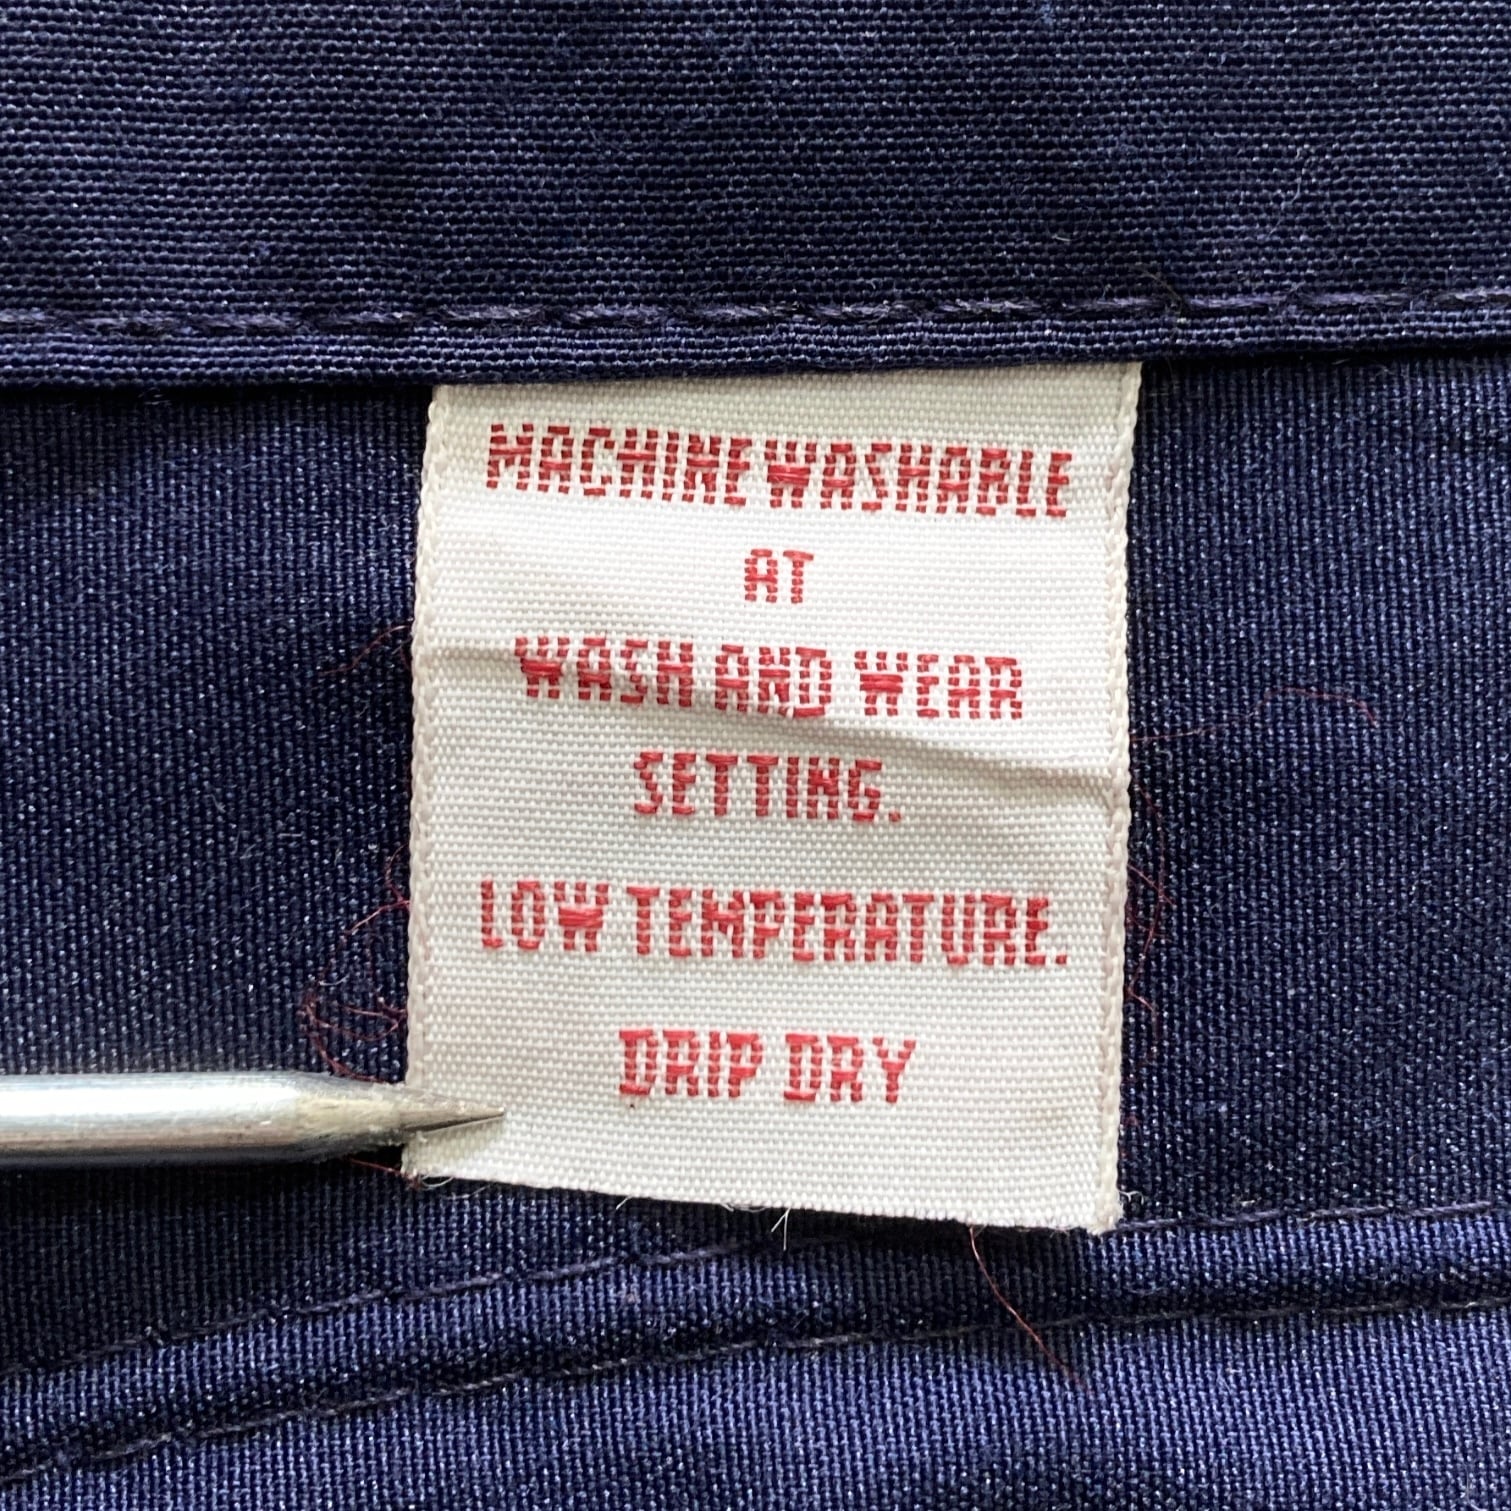 MACHINE WASHABLE
AT
WASH AND WEAR
SETTING.
LOW TEMPERATURE.
DRIP DRY